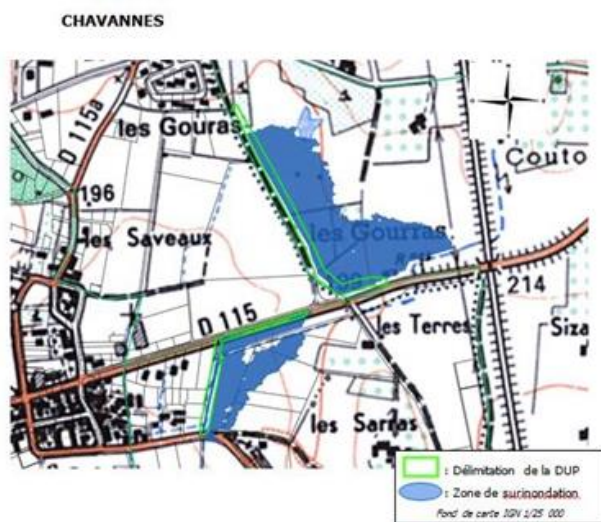 CHAVANNES
les Gouras
D 115a
Couto
196
les Saveaux
les Gourras
D 115
214
les Terres
Siza
les Sarras
: Délimitation de la DUP
: Zone de surinondation
Fond de carte IGN 1/25 000